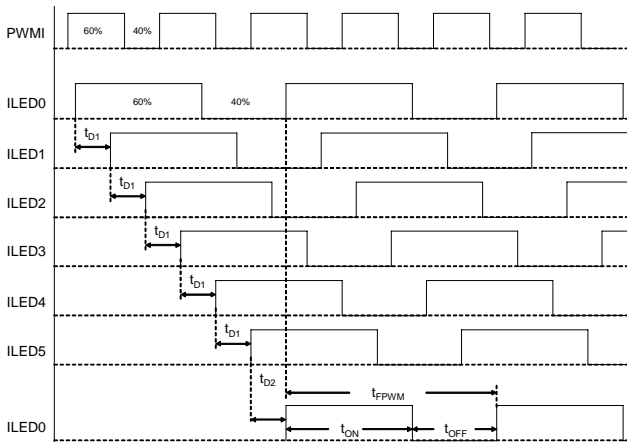 PWMI
60%
40%
ILED0
60%
40%
tD1
ILED1
tD1
ILED2
tD1
ILED3
tD1
ILED4
tD1
ILED5
tD2
tFPWM
ILED0
tON
tOFF